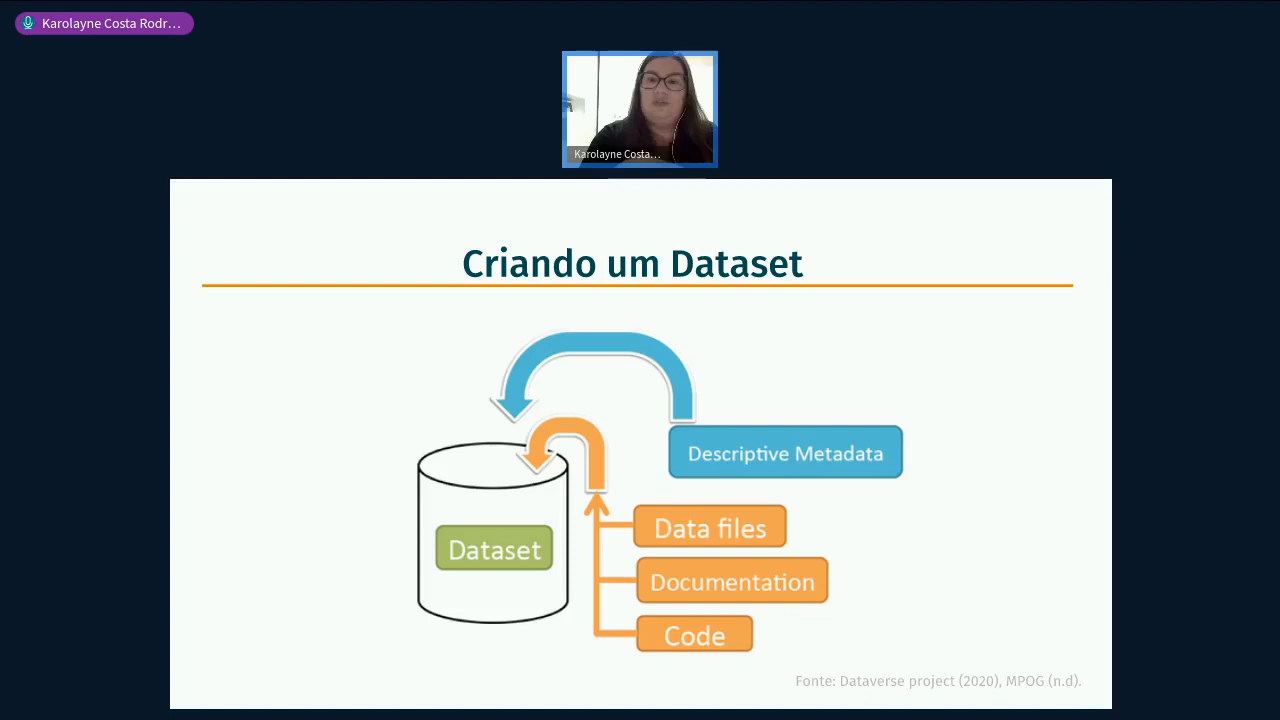 Karolayne Costa Rodr…
Karolayne Costa…
Criando um Dataset
Descriptive Metadata
Data files
Dataset
Documentation
Code
Fonte: Dataverse project (2020), MPOG (n.d).